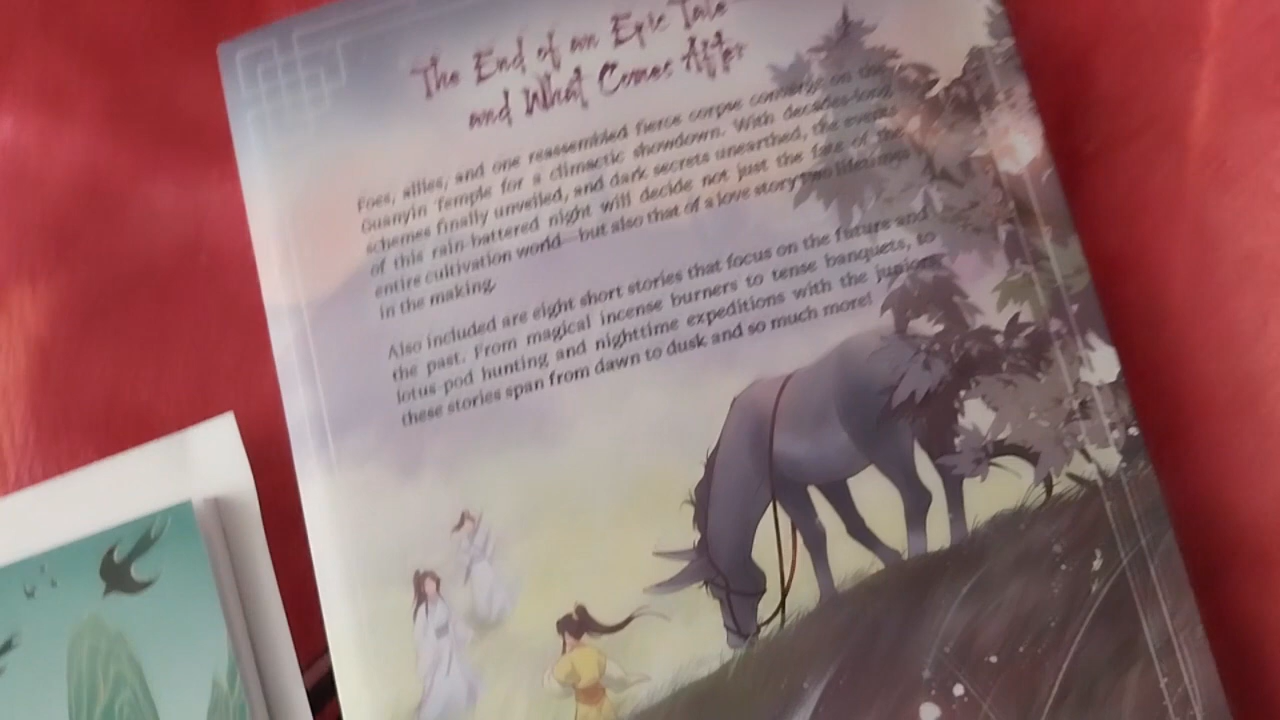 The End of an Epic Tale
and What Comes After
Foes, allies, and one reassembled fierce corpse converge on the
Guanyin Temple for a climactic showdown. With decades-long
schemes finally unveiled, and dark secrets unearthed, the events
of this rain-battered night will decide not just the fate of the
entire cultivation world—but also that of a love story two lifetimes
in the making.
Also included are eight short stories that focus on the future and
the past. From magical incense burners to tense banquets, to
lotus-pod hunting and nighttime expeditions with the juniors,
these stories span from dawn to dusk and so much more!